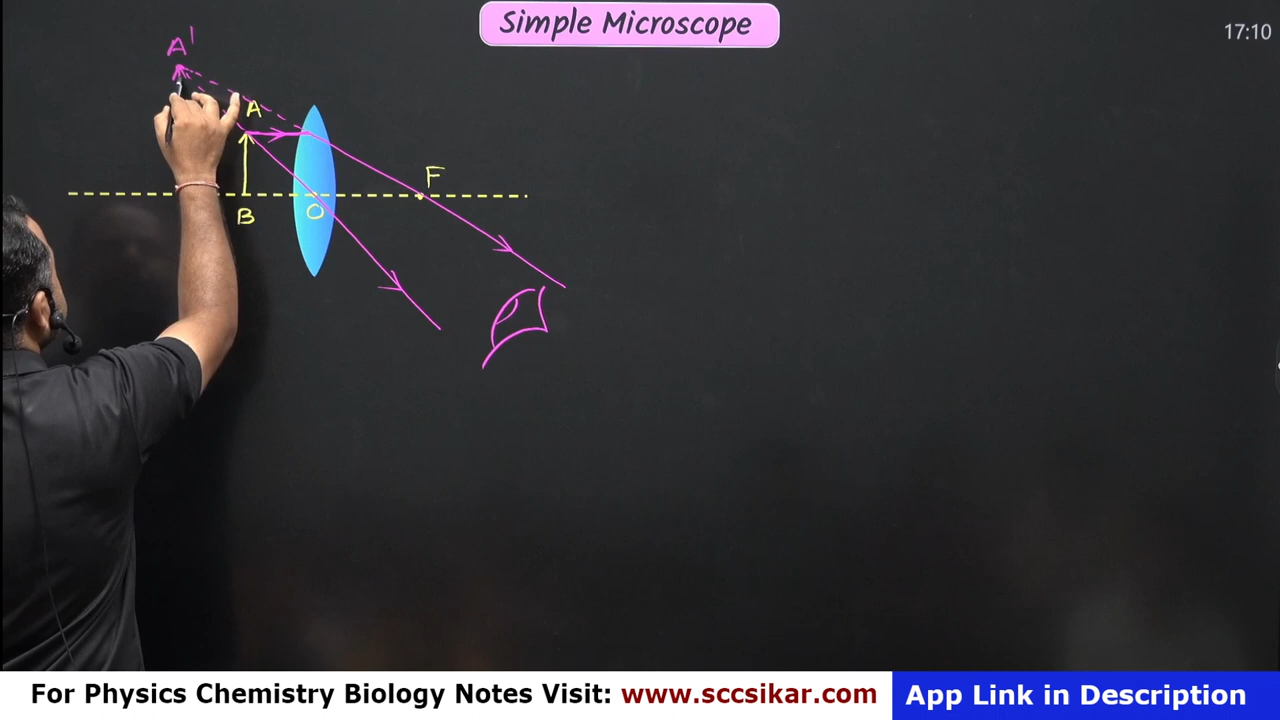 Simple Microscope
17:10
A'
A
F
B
O
For Physics Chemistry Biology Notes Visit: www.sccsikar.com
App Link in Description